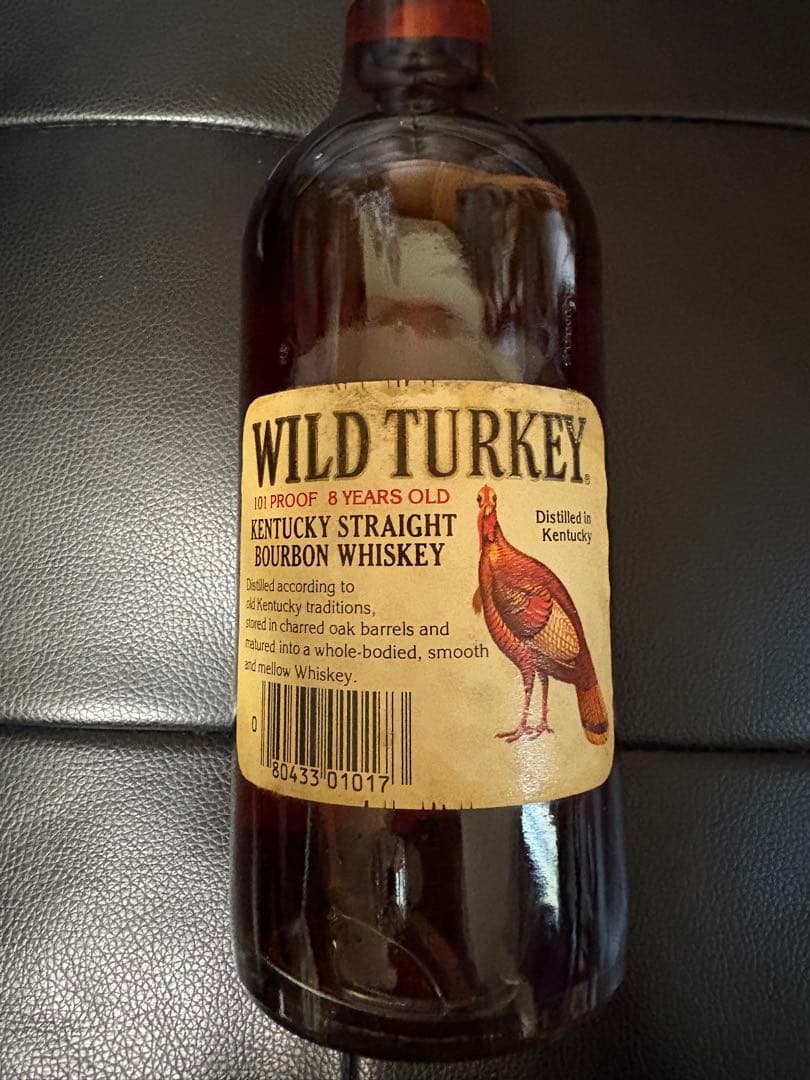 WILD TURKEY®
101 PROOF 8 YEARS OLD
KENTUCKY STRAIGHT
BOURBON WHISKEY
Distilled in
Kentucky
Distilled according to
old Kentucky traditions,
stored in charred oak barrels and
matured into a whole-bodied, smooth
and mellow Whiskey.
0 80433 01017